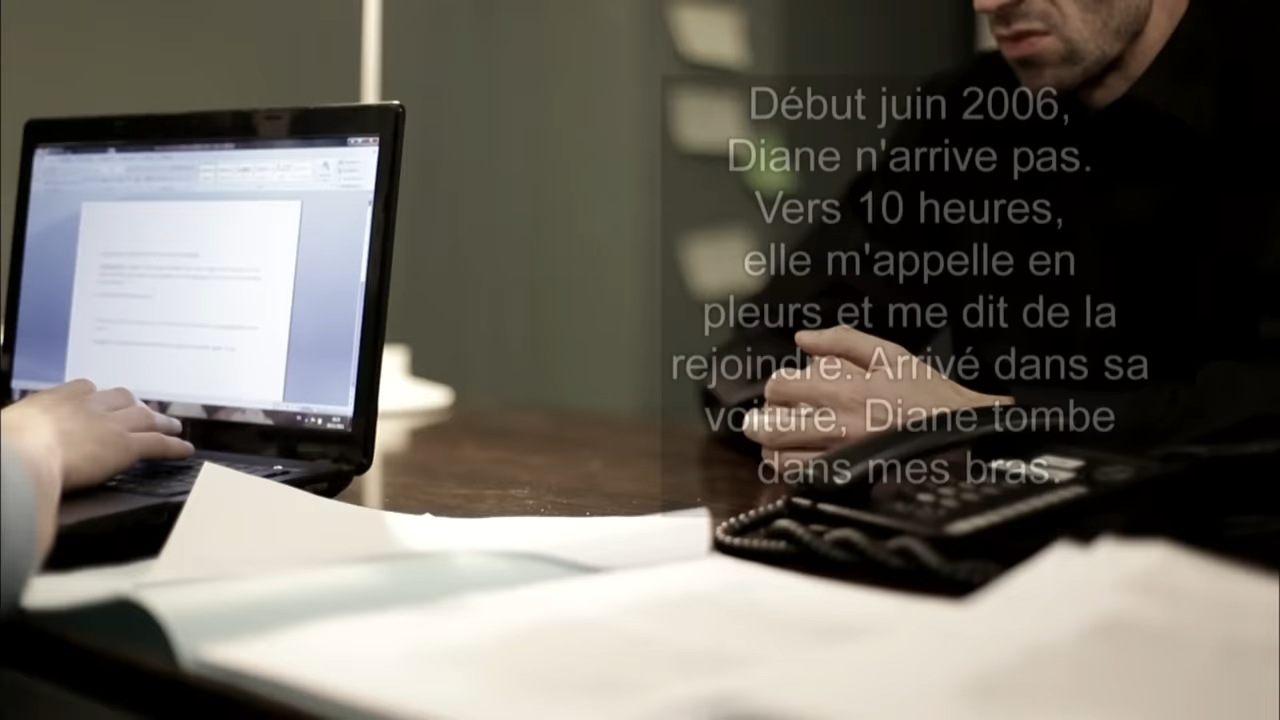 Début juin 2006,
Diane n'arrive pas.
Vers 10 heures,
elle m'appelle en
pleurs et me dit de la
rejoindre. Arrivé dans sa
voiture, Diane tombe
dans mes bras.